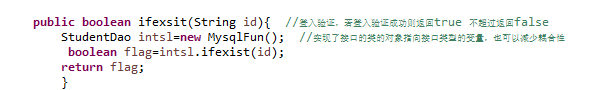 public boolean ifexsit(String id){ //登入验证，若登入验证成功则返回true 不超过返回false
StudentDao intsl=new MysqlFun(); //实现了接口的类的对象指向接口类型的变量，也可以减少耦合性
boolean flag=intsl.ifexist(id);
return flag;
}